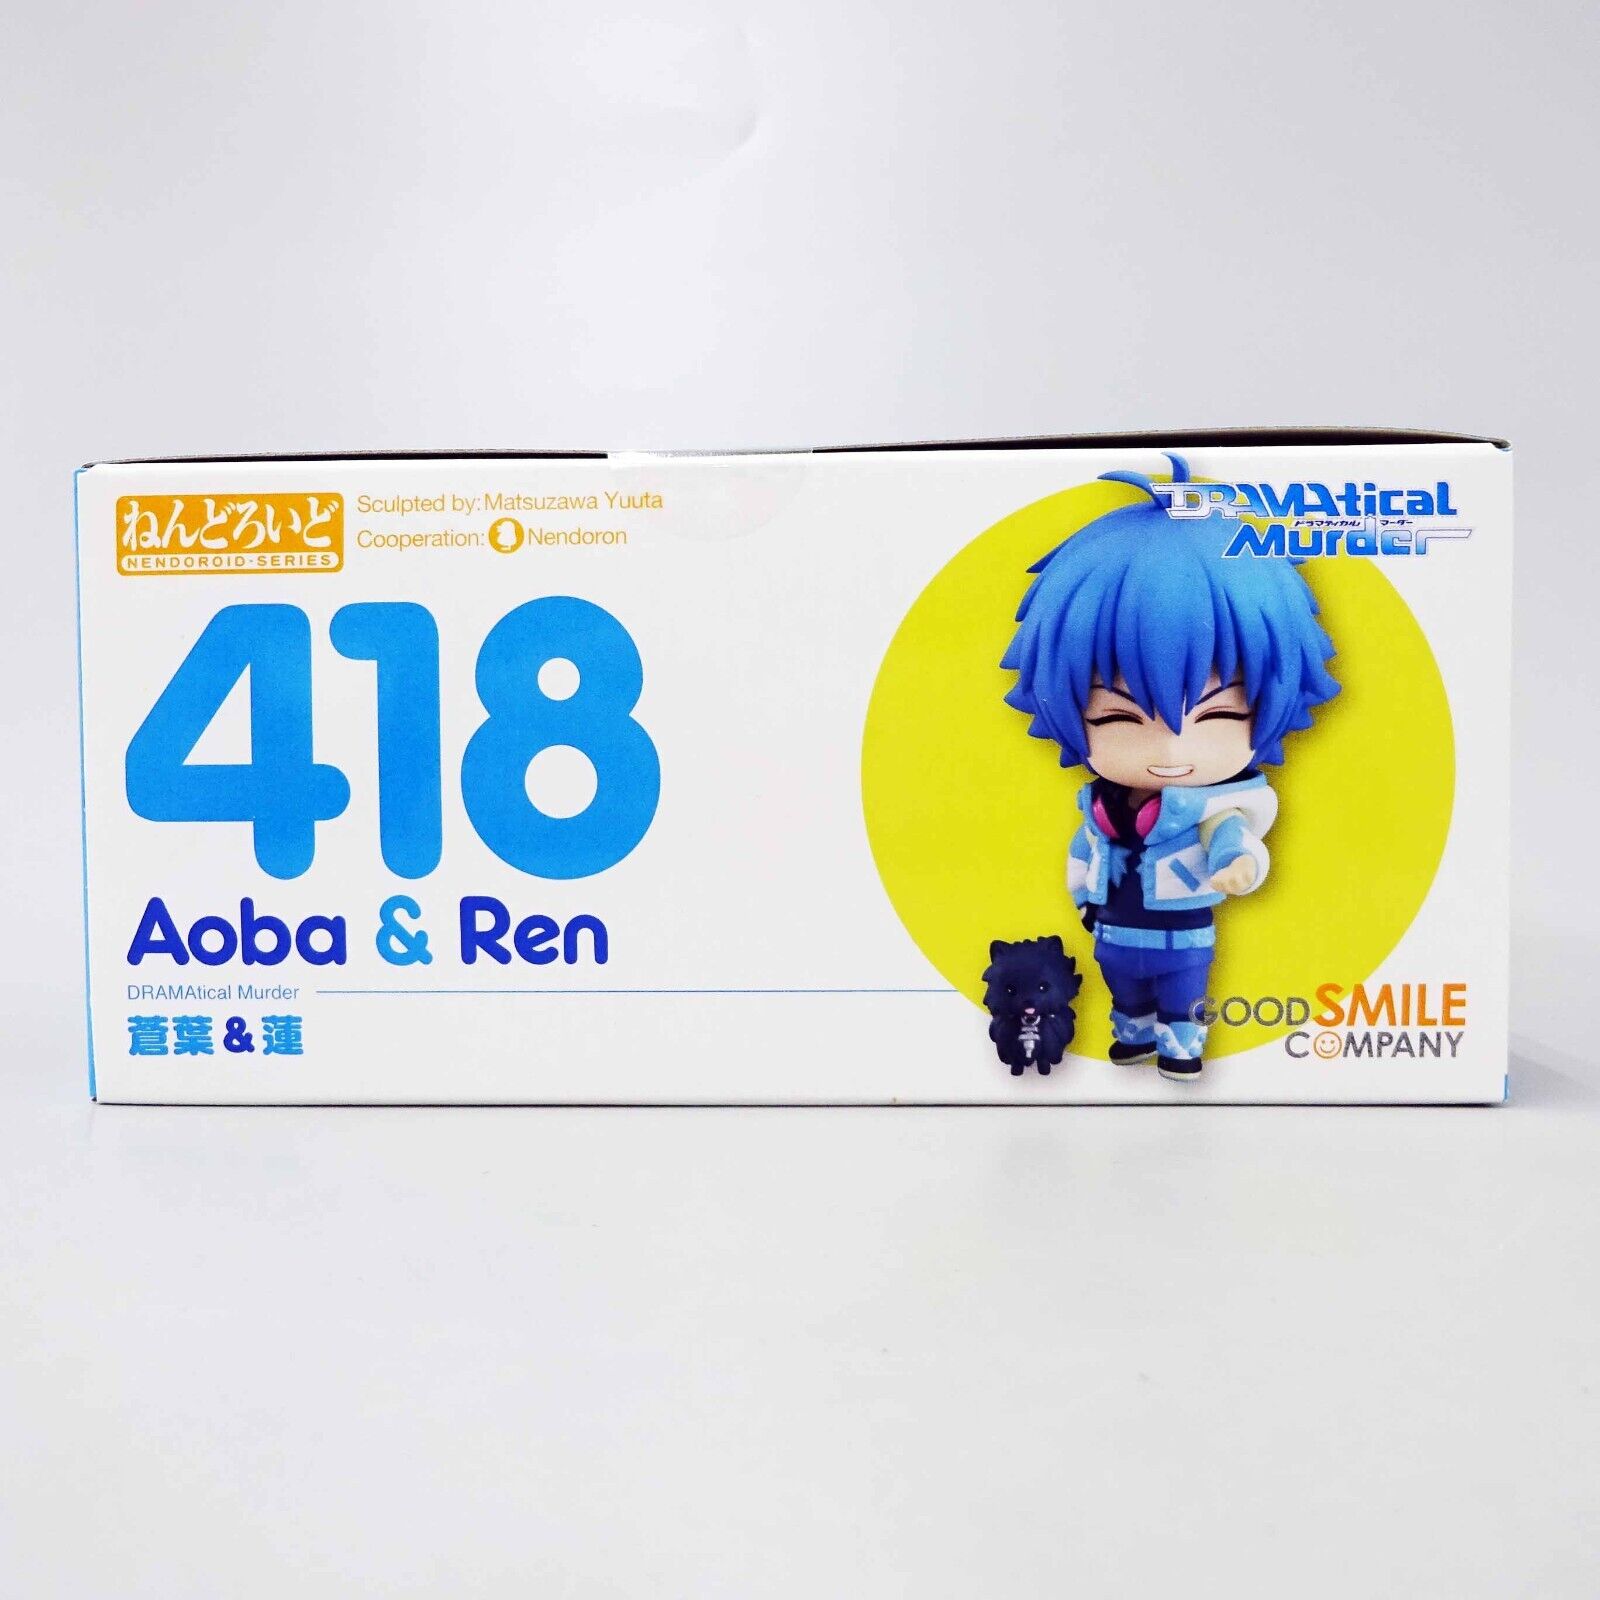 ねんどろいど
NENDOROID・SERIES
Sculpted by: Matsuzawa Yuuta
Cooperation: Nendoron
418
Aoba & Ren
DRAMAtical Murder
蒼葉&蓮
DRAMAtical
ドラマティカル マーダー
Murder
GOOD SMILE
COMPANY